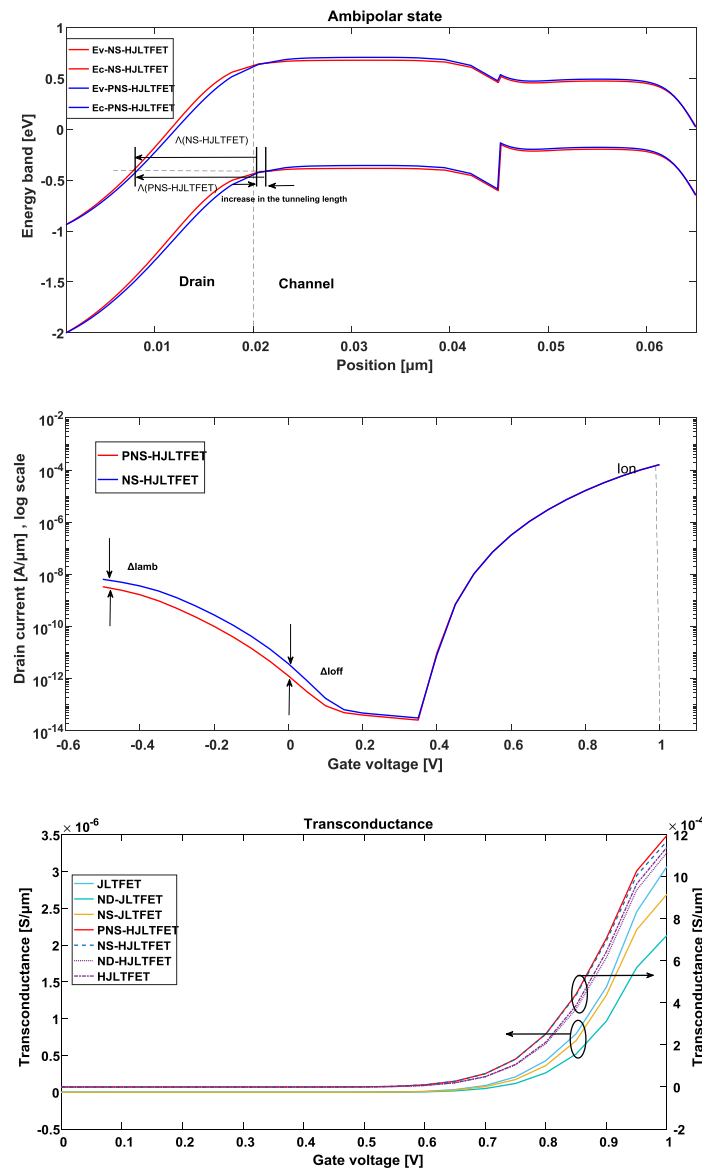 Ambipolar state
Ev-NS-HJLTFET
Ec-NS-HJLTFET
Ev-PNS-HJLTFET
Ec-PNS-HJLTFET
Energy band [eV]
0.5
0
-0.5
-1
-1.5
-2
Λ(NS-HJLTFET)
Λ(PNS-HJLTFET)
increase in the tunneling length
Drain
Channel
0.01
0.02
0.03
0.04
0.05
0.06
Position [μm]
PNS-HJLTFET
NS-HJLTFET
Drain current [A/μm] , log scale
10-2
10-4
10-6
10-8
10-10
10-12
10-14
ΔIamb
ΔIoff
Ion
-0.6
-0.4
-0.2
0
0.2
0.4
0.6
0.8
1
Gate voltage [V]
Transconductance
× 10-6
× 10-4
JLTFET
ND-JLTFET
NS-JLTFET
PNS-HJLTFET
NS-HJLTFET
ND-HJLTFET
HJLTFET
Transconductance [S/μm]
3.5
3
2.5
2
1.5
1
0.5
0
-0.5
Transconductance [S/μm]
12
10
8
6
4
2
0
-2
0
0.1
0.2
0.3
0.4
0.5
0.6
0.7
0.8
0.9
1
Gate voltage [V]